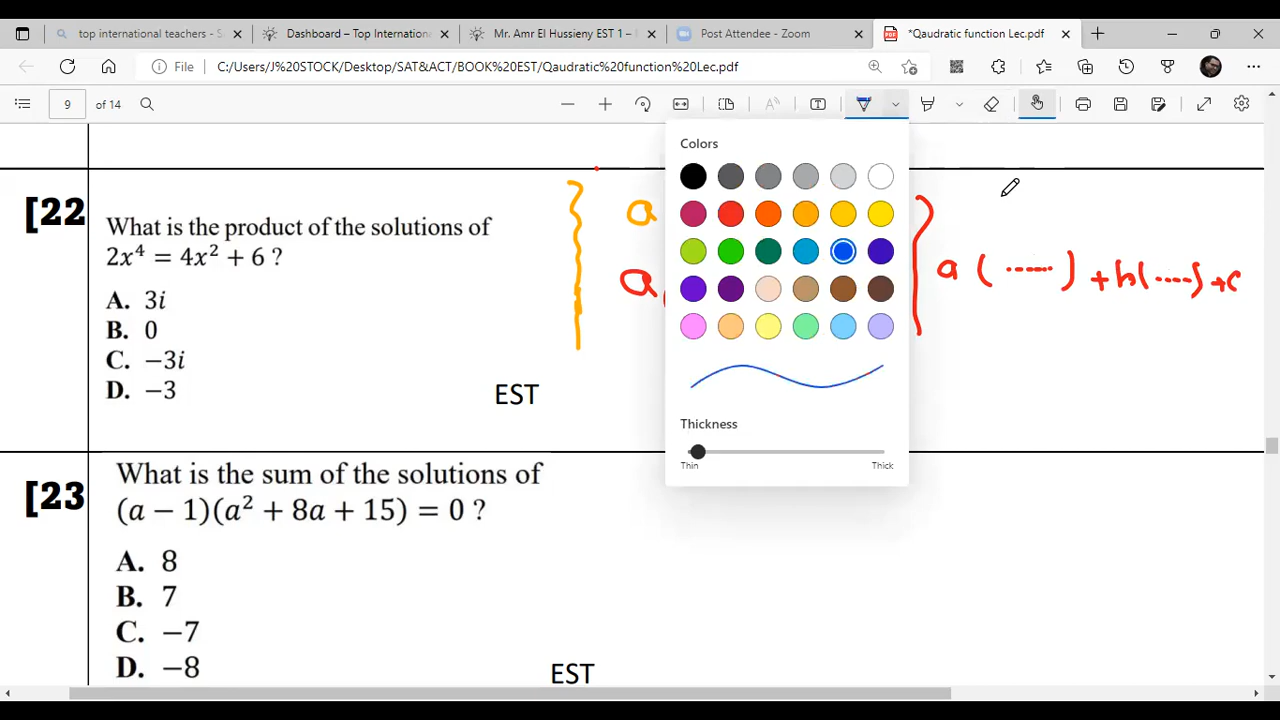 top international teachers - S
Dashboard – Top Internation
Mr. Amr El Hussieny EST 1 –
Post Attendee - Zoom
*Qaudratic function Lec.pdf
File
C:/Users/J%20STOCK/Desktop/SAT&ACT/BOOK%20EST/Qaudratic%20function%20Lec.pdf
9 of 14
Colors
[22
What is the product of the solutions of
2x⁴ = 4x² + 6 ?
A. 3i
B. 0
C. −3i
D. −3
EST
a
a(
a (......) + b(.....) + c
Thickness
Thin
Thick
[23
What is the sum of the solutions of
(a − 1)(a² + 8a + 15) = 0 ?
A. 8
B. 7
C. −7
D. −8
EST